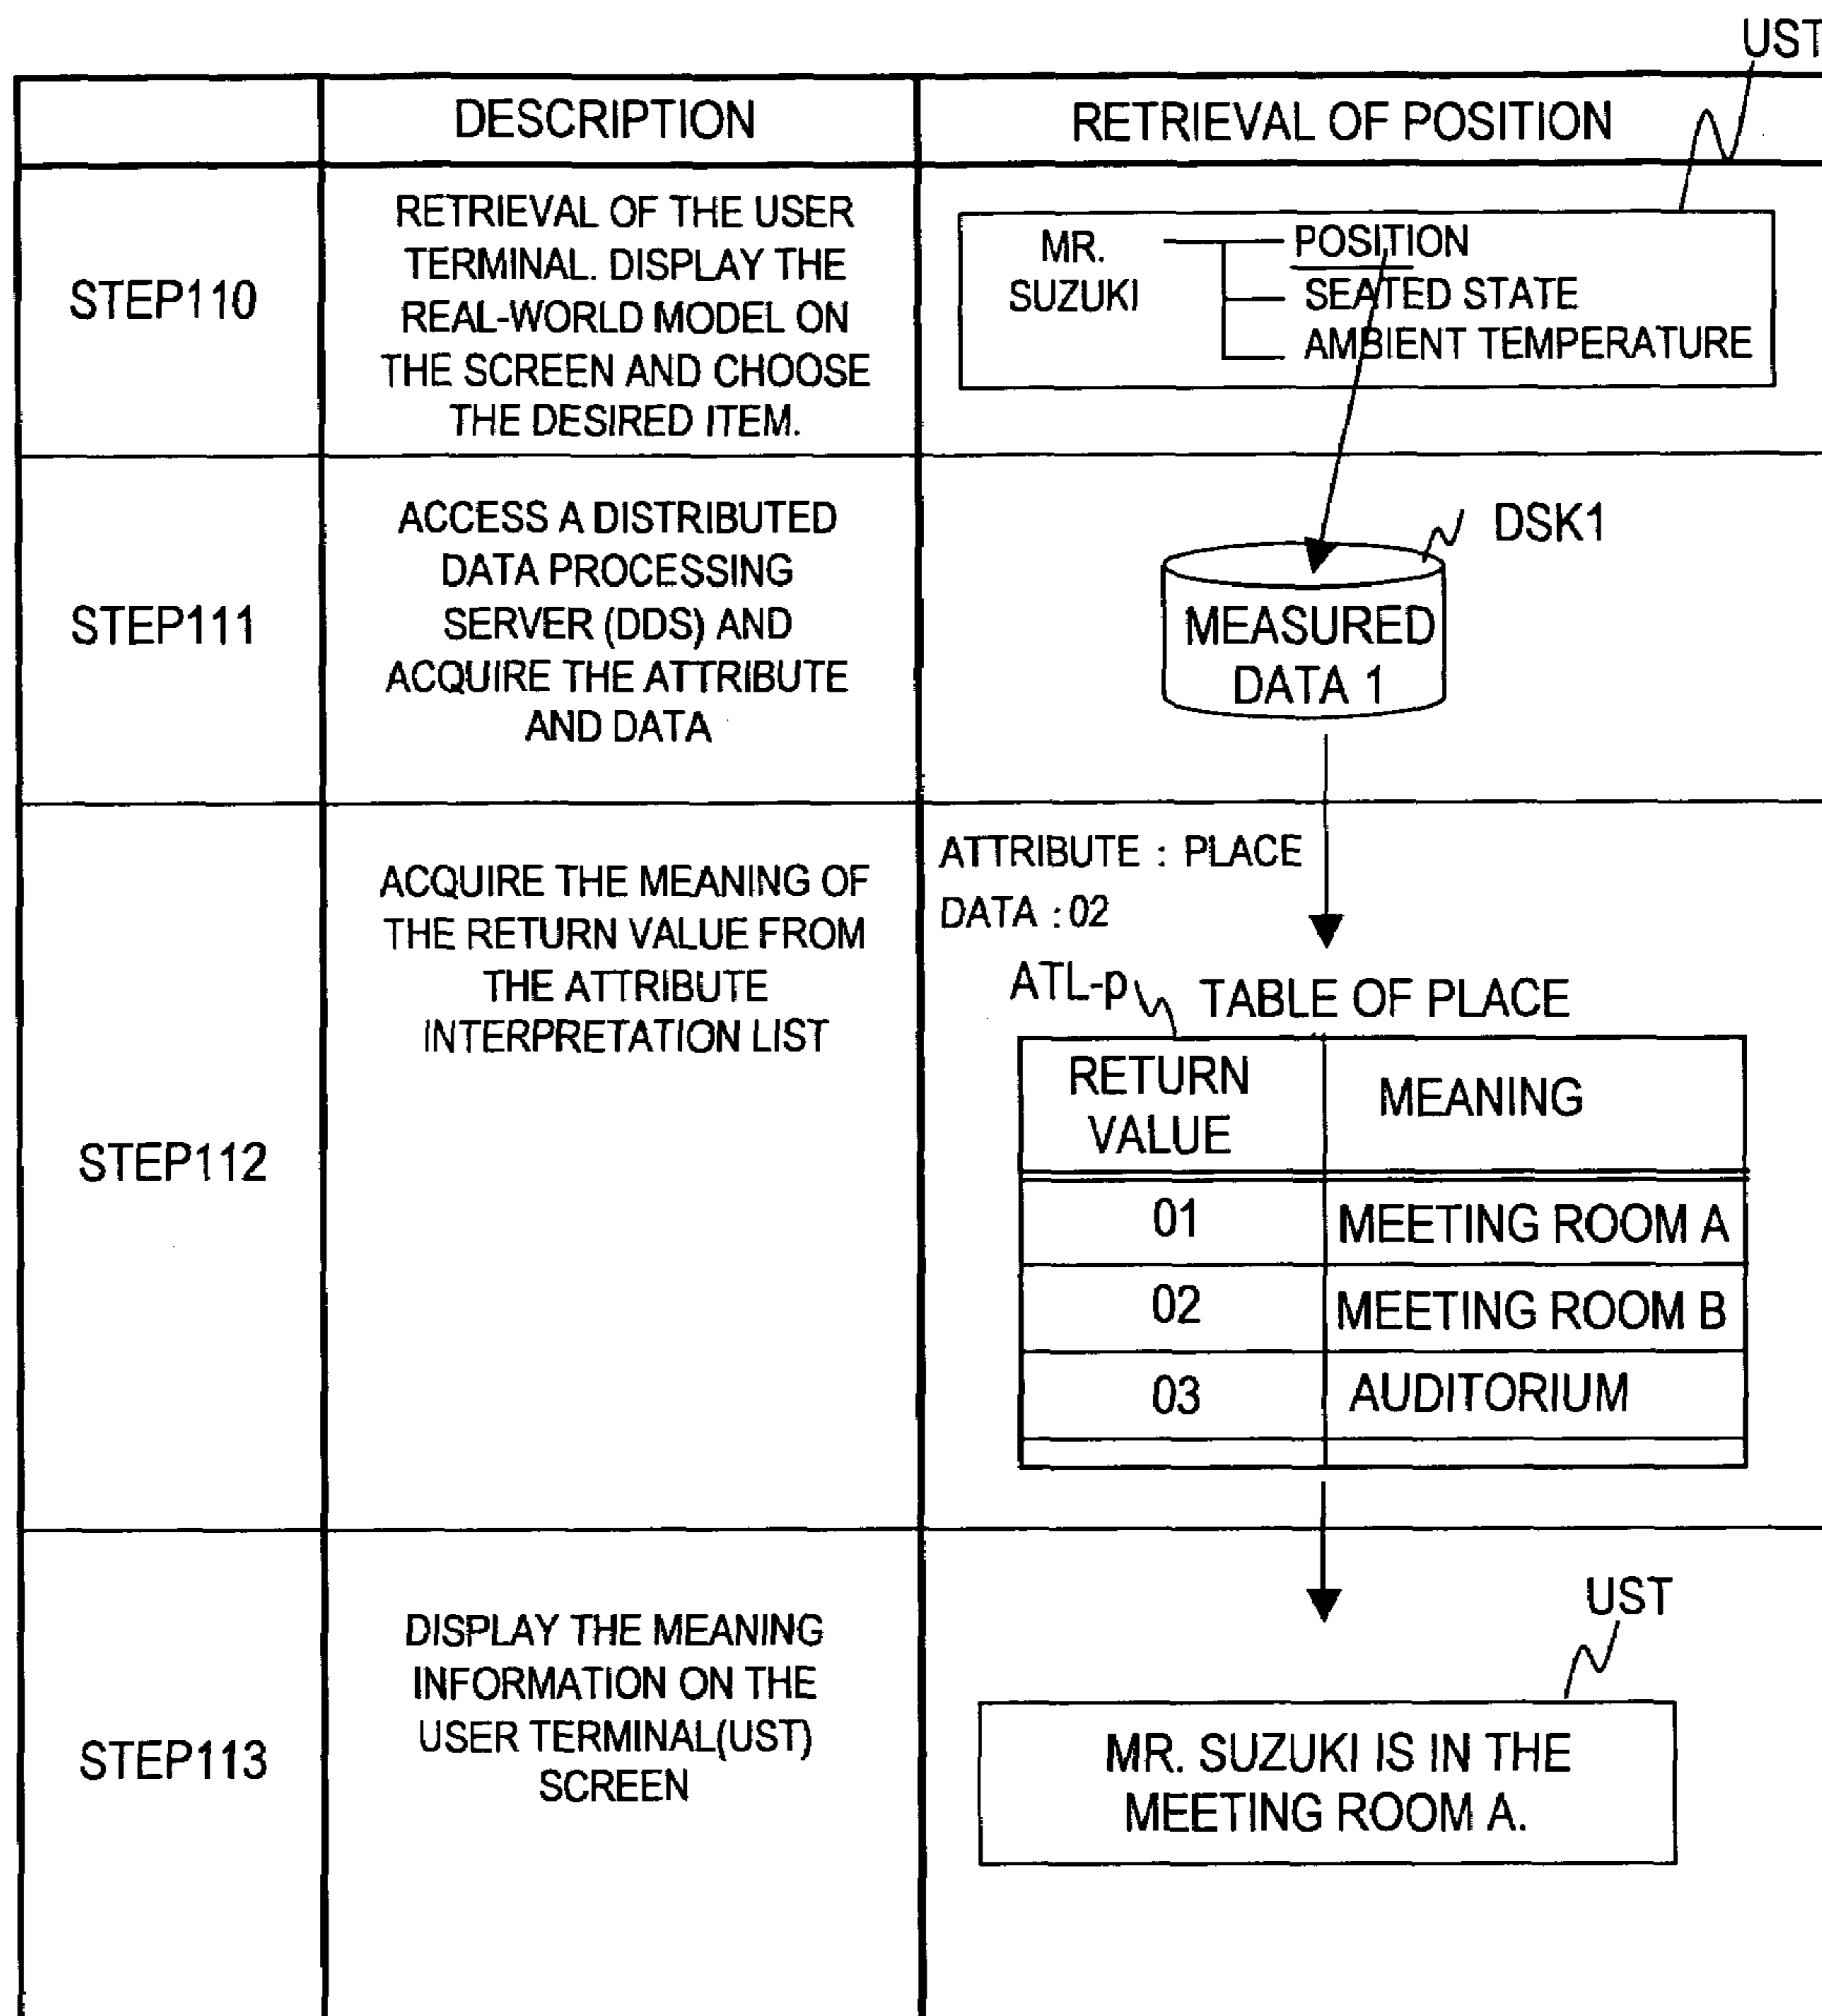 UST
DESCRIPTION
RETRIEVAL OF POSITION
STEP110
RETRIEVAL OF THE USER
TERMINAL. DISPLAY THE
REAL-WORLD MODEL ON
THE SCREEN AND CHOOSE
THE DESIRED ITEM.
MR.
SUZUKI
POSITION
SEATED STATE
AMBIENT TEMPERATURE
STEP111
ACCESS A DISTRIBUTED
DATA PROCESSING
SERVER (DDS) AND
ACQUIRE THE ATTRIBUTE
AND DATA
DSK1
MEASURED
DATA 1
STEP112
ACQUIRE THE MEANING OF
THE RETURN VALUE FROM
THE ATTRIBUTE
INTERPRETATION LIST
ATTRIBUTE : PLACE
DATA :02
ATL-p
TABLE OF PLACE
RETURN
VALUE
MEANING
01 MEETING ROOM A
02 MEETING ROOM B
03 AUDITORIUM
STEP113
DISPLAY THE MEANING
INFORMATION ON THE
USER TERMINAL(UST)
SCREEN
UST
MR. SUZUKI IS IN THE
MEETING ROOM A.